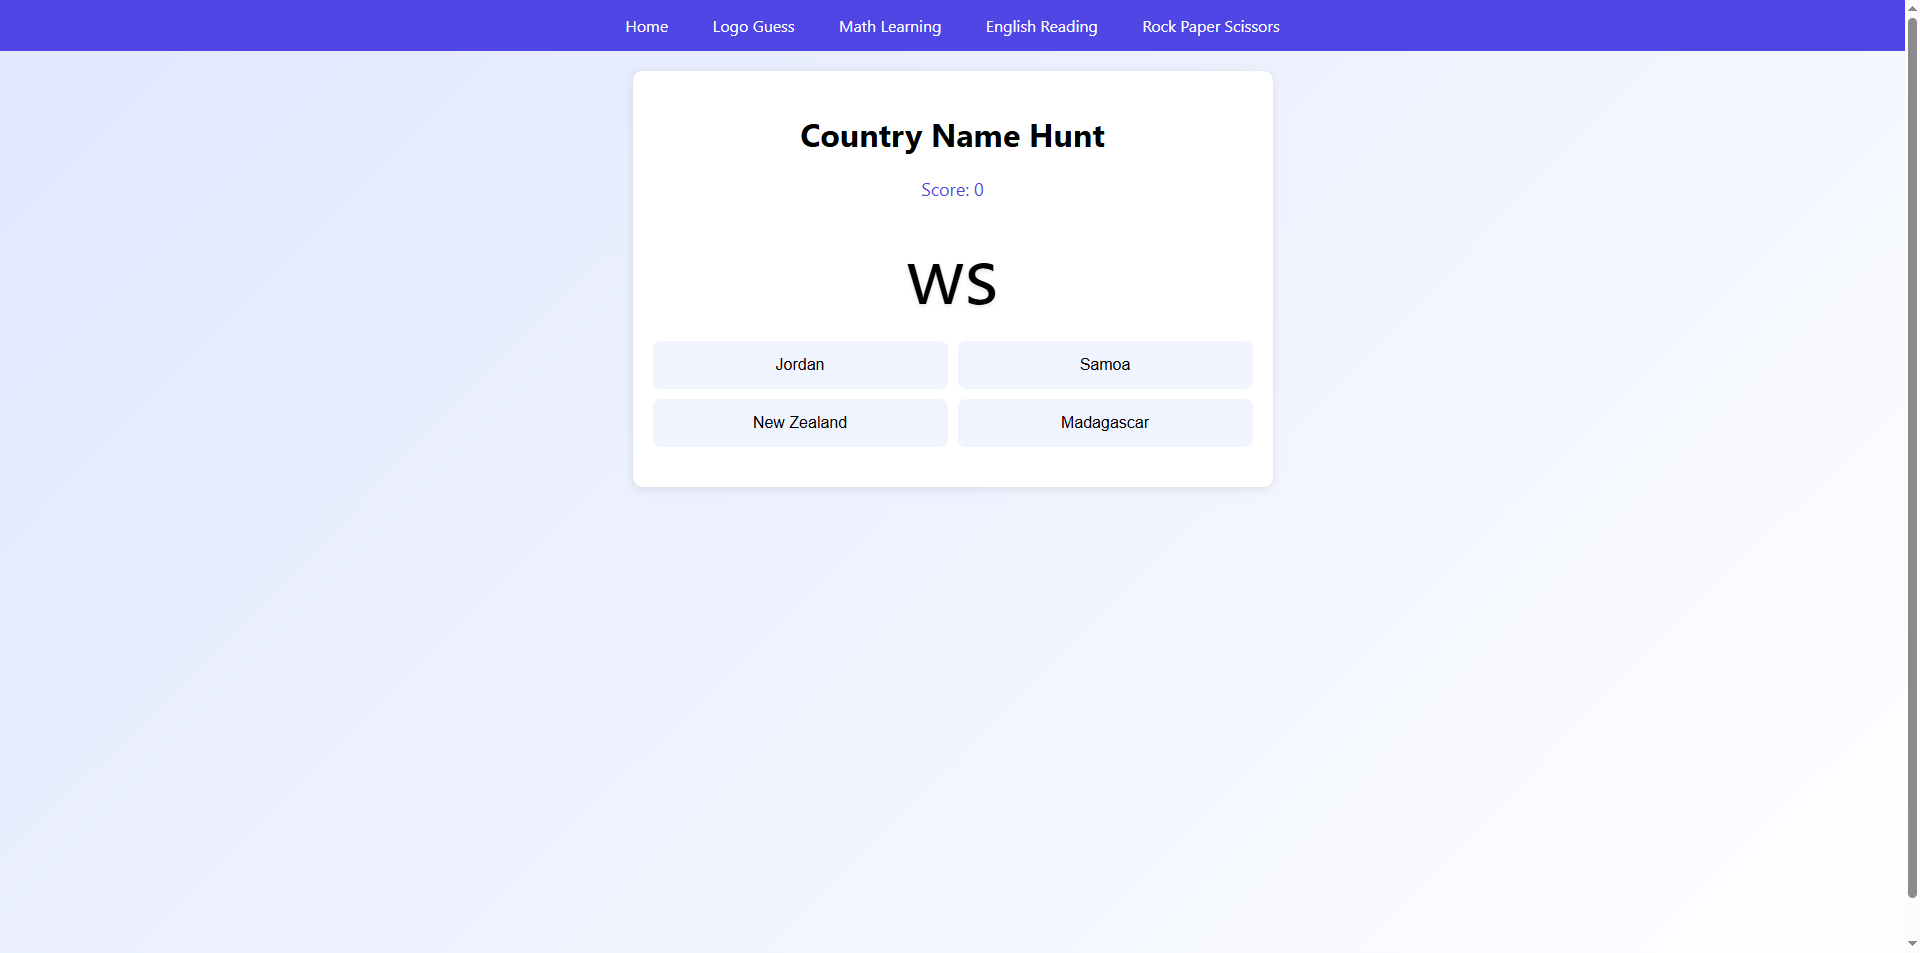 Home Logo Guess Math Learning English Reading Rock Paper Scissors
Country Name Hunt
Score: 0
WS
Jordan Samoa
New Zealand Madagascar